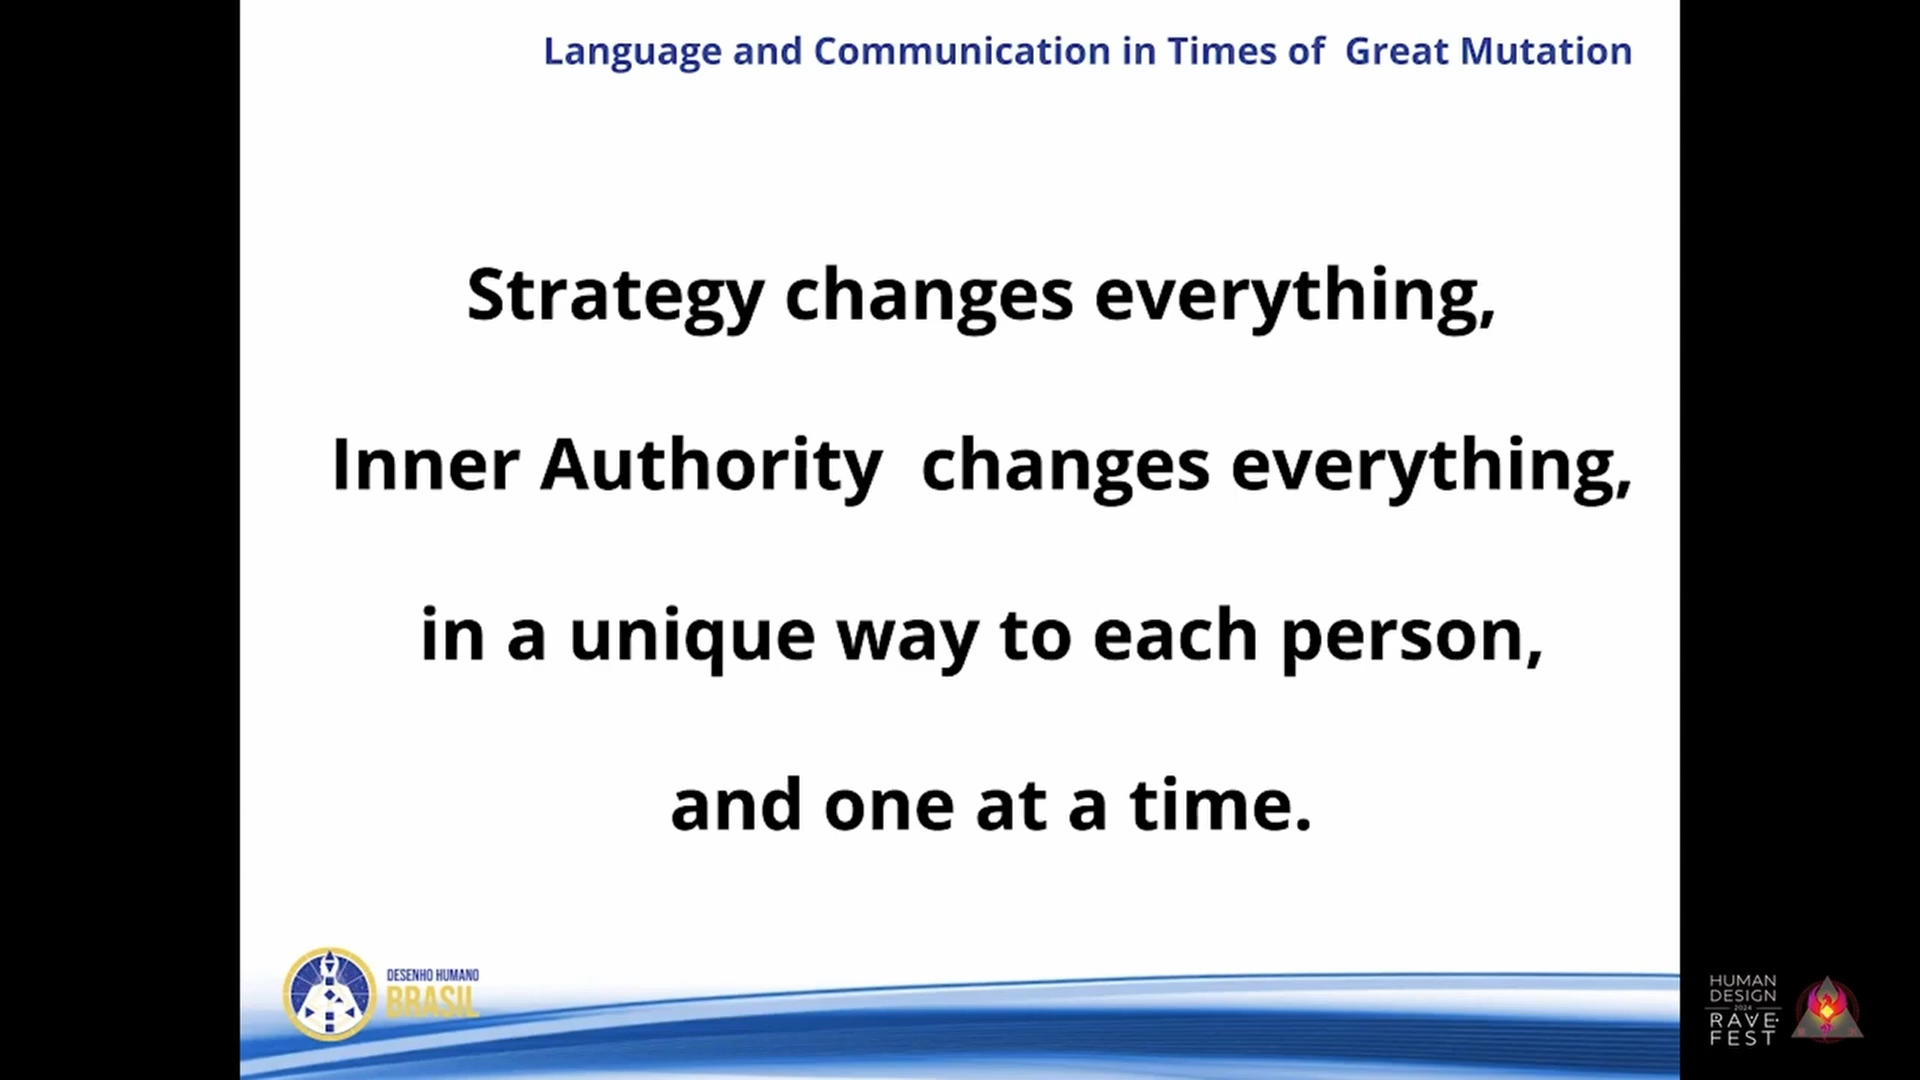 Language and Communication in Times of  Great Mutation
Strategy changes everything,
Inner Authority  changes everything,
in a unique way to each person,
and one at a time.
DESENHO HUMANO
BRASIL
HUMAN
DESIGN
2024
RAVE
FEST